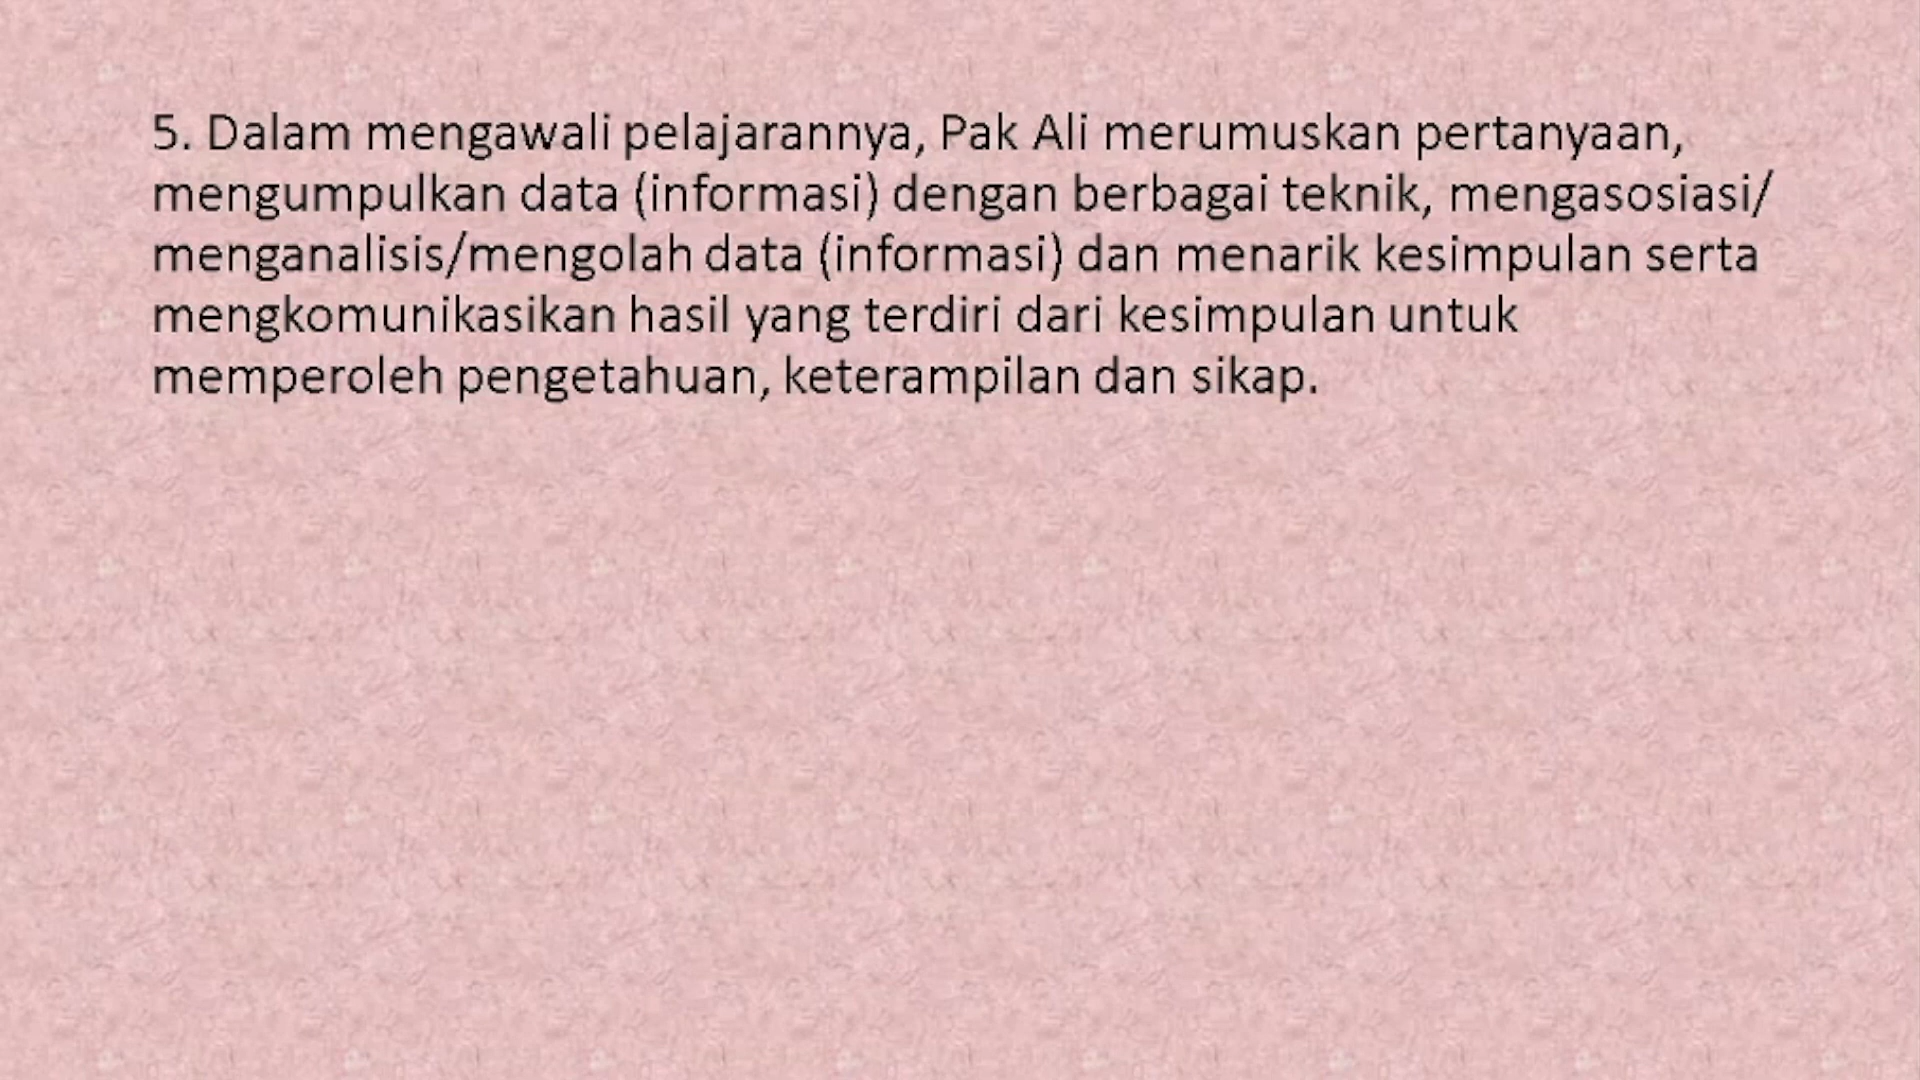 5. Dalam mengawali pelajarannya, Pak Ali merumuskan pertanyaan,
mengumpulkan data (informasi) dengan berbagai teknik, mengasosiasi/
menganalisis/mengolah data (informasi) dan menarik kesimpulan serta
mengkomunikasikan hasil yang terdiri dari kesimpulan untuk
memperoleh pengetahuan, keterampilan dan sikap.